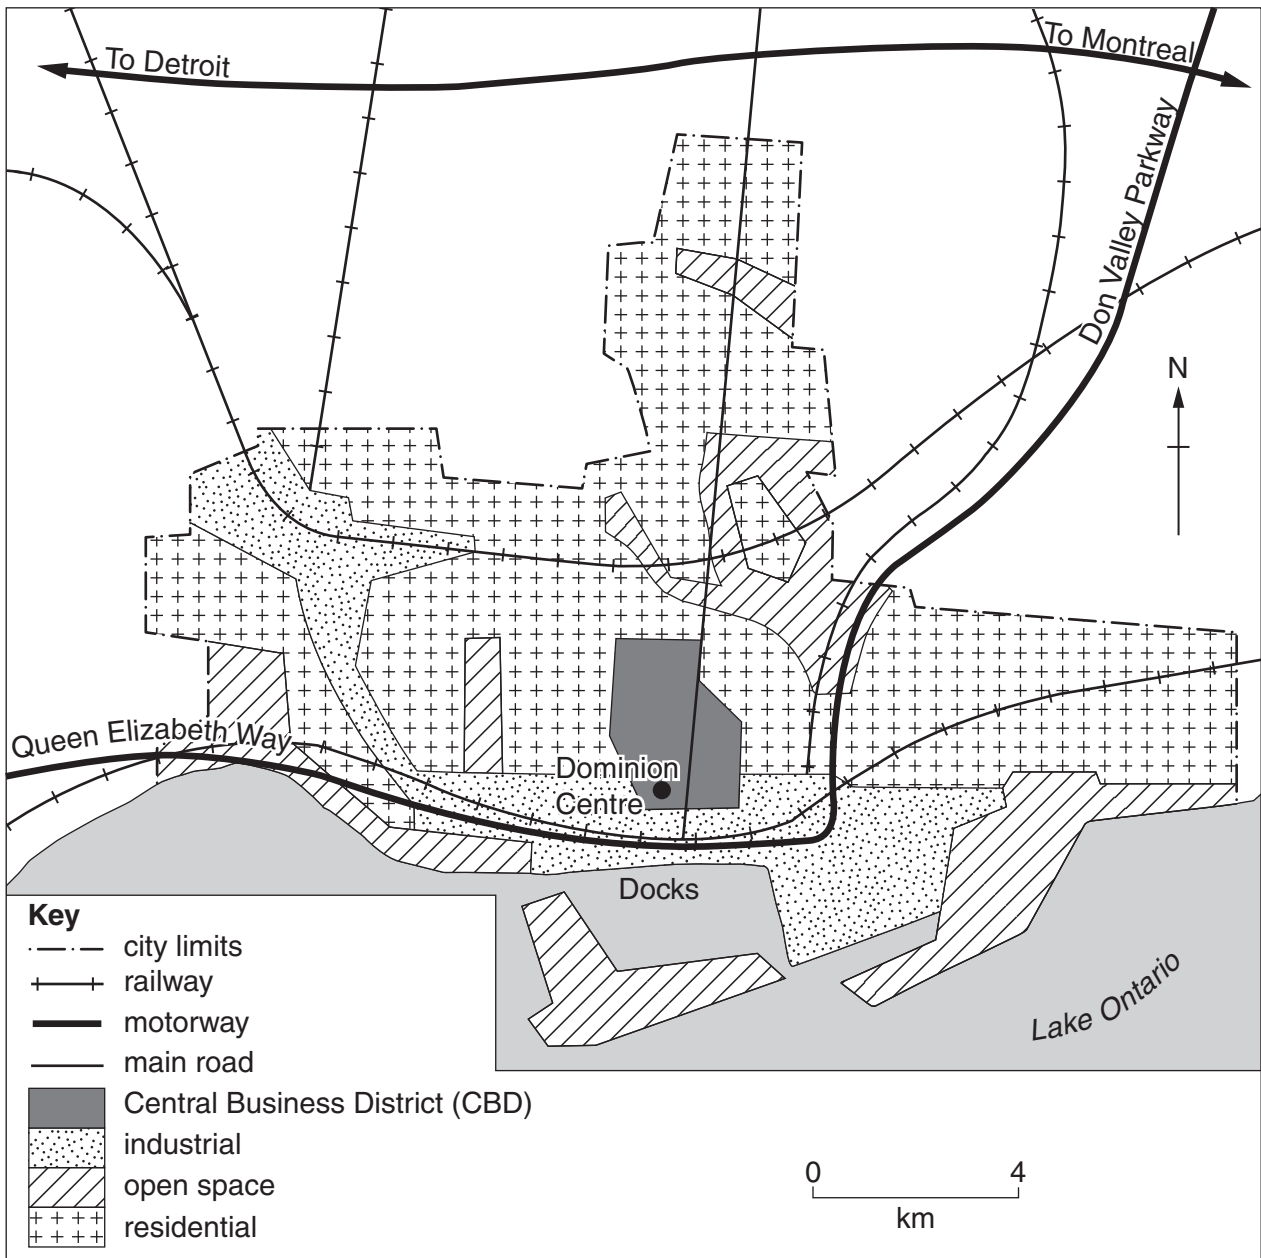 To Detroit
To Montreal
Don Valley Parkway
N
Queen Elizabeth Way
Dominion
Centre
Docks
Lake Ontario
Key
city limits
railway
motorway
main road
Central Business District (CBD)
industrial
open space
residential
0 4
km